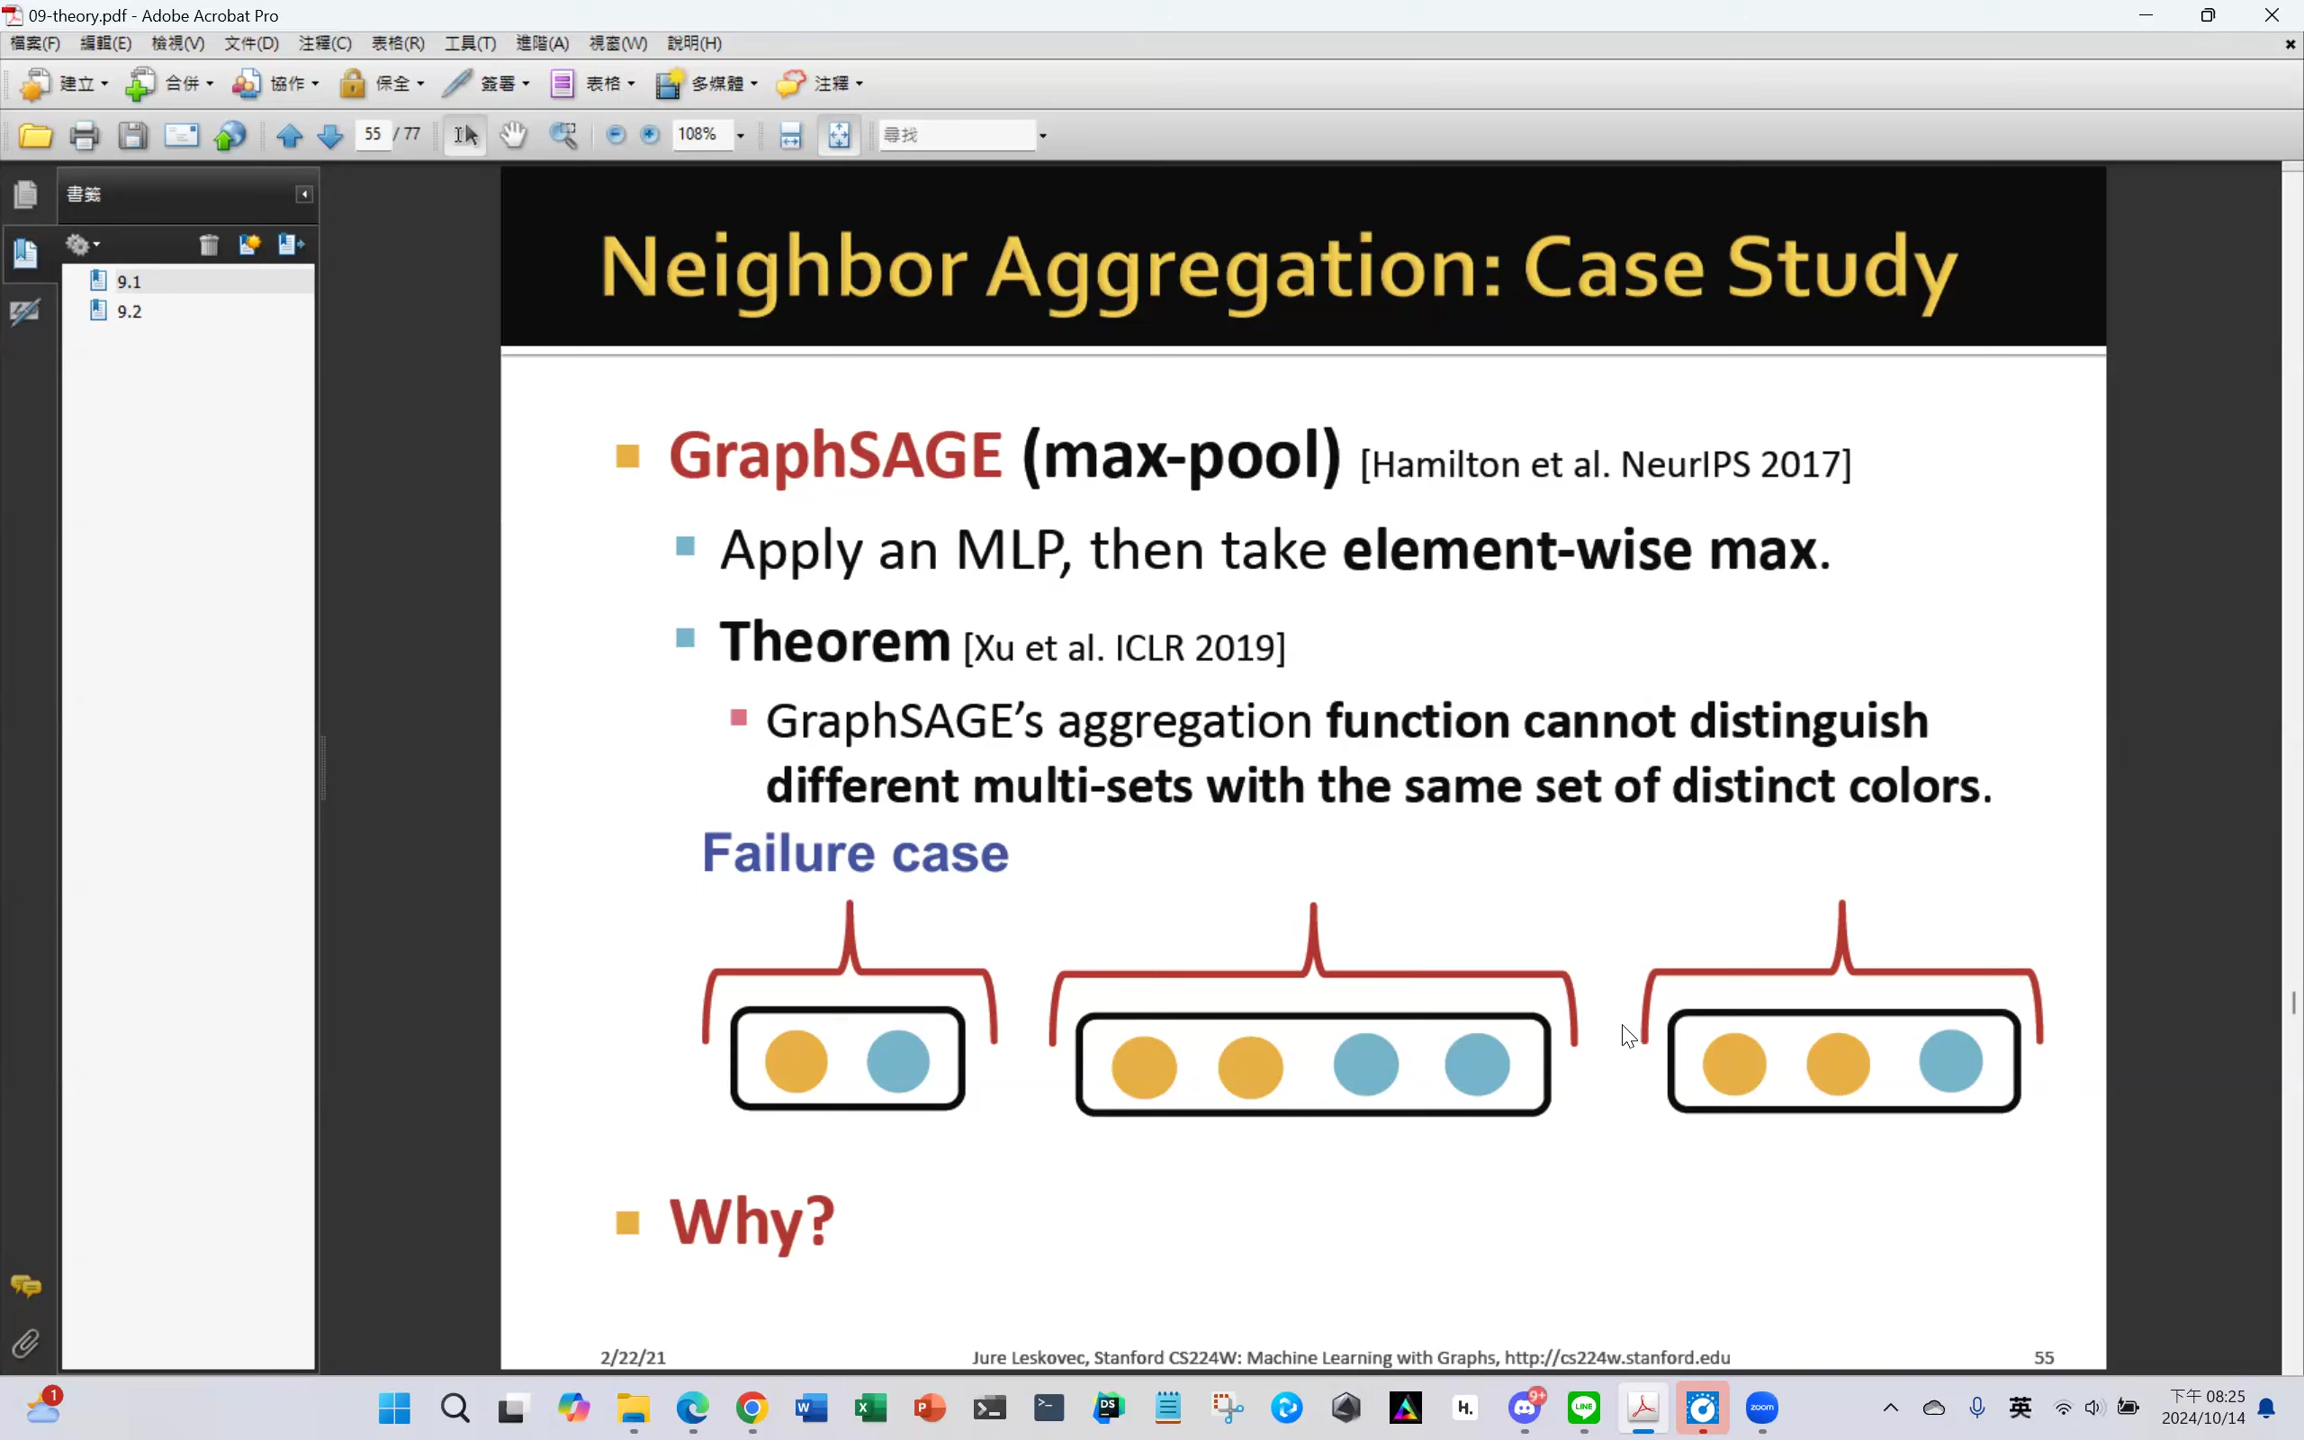 09-theory.pdf - Adobe Acrobat Pro
檔案(F) 編輯(E) 檢視(V) 文件(D) 注釋(C) 表格(R) 工具(T) 進階(A) 視窗(W) 說明(H)
建立 合併 協作 保全 簽署 表格 多媒體 注釋
55 / 77 108% 尋找
書籤
9.1
9.2
Neighbor Aggregation: Case Study
GraphSAGE (max-pool) [Hamilton et al. NeurIPS 2017]
Apply an MLP, then take element-wise max.
Theorem [Xu et al. ICLR 2019]
GraphSAGE’s aggregation function cannot distinguish
different multi-sets with the same set of distinct colors.
Failure case
Why?
2/22/21 Jure Leskovec, Stanford CS224W: Machine Learning with Graphs, http://cs224w.stanford.edu 55
1
W X P DS H. 9+ LINE zoom
英
下午 08:25
2024/10/14